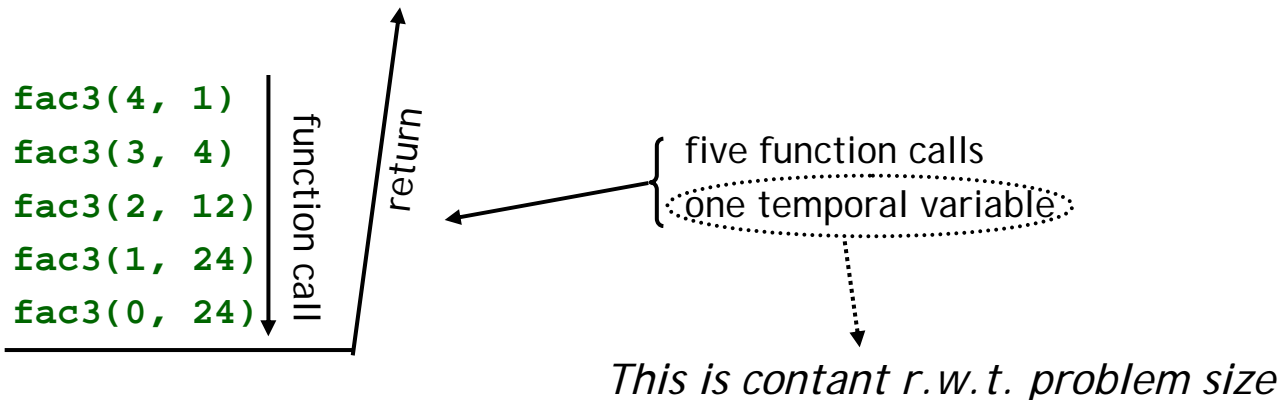 fac3(4, 1)
fac3(3, 4)
fac3(2, 12)
fac3(1, 24)
fac3(0, 24)
function call
return
five function calls
one temporal variable
This is contant r.w.t. problem size